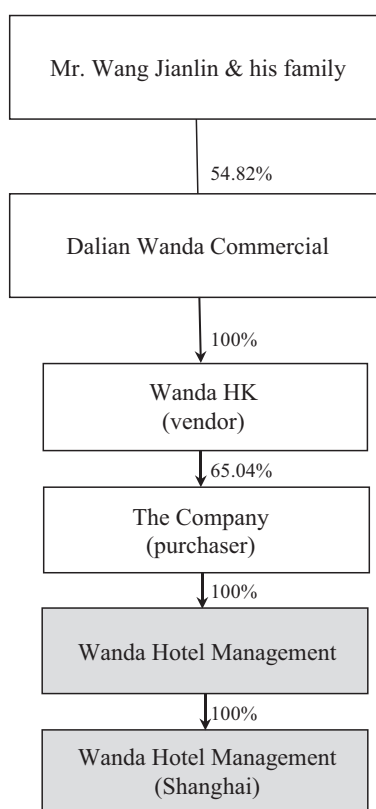 Mr. Wang Jianlin & his family
54.82%
Dalian Wanda Commercial
100%
Wanda HK
(vendor)
65.04%
The Company
(purchaser)
100%
Wanda Hotel Management
100%
Wanda Hotel Management
(Shanghai)